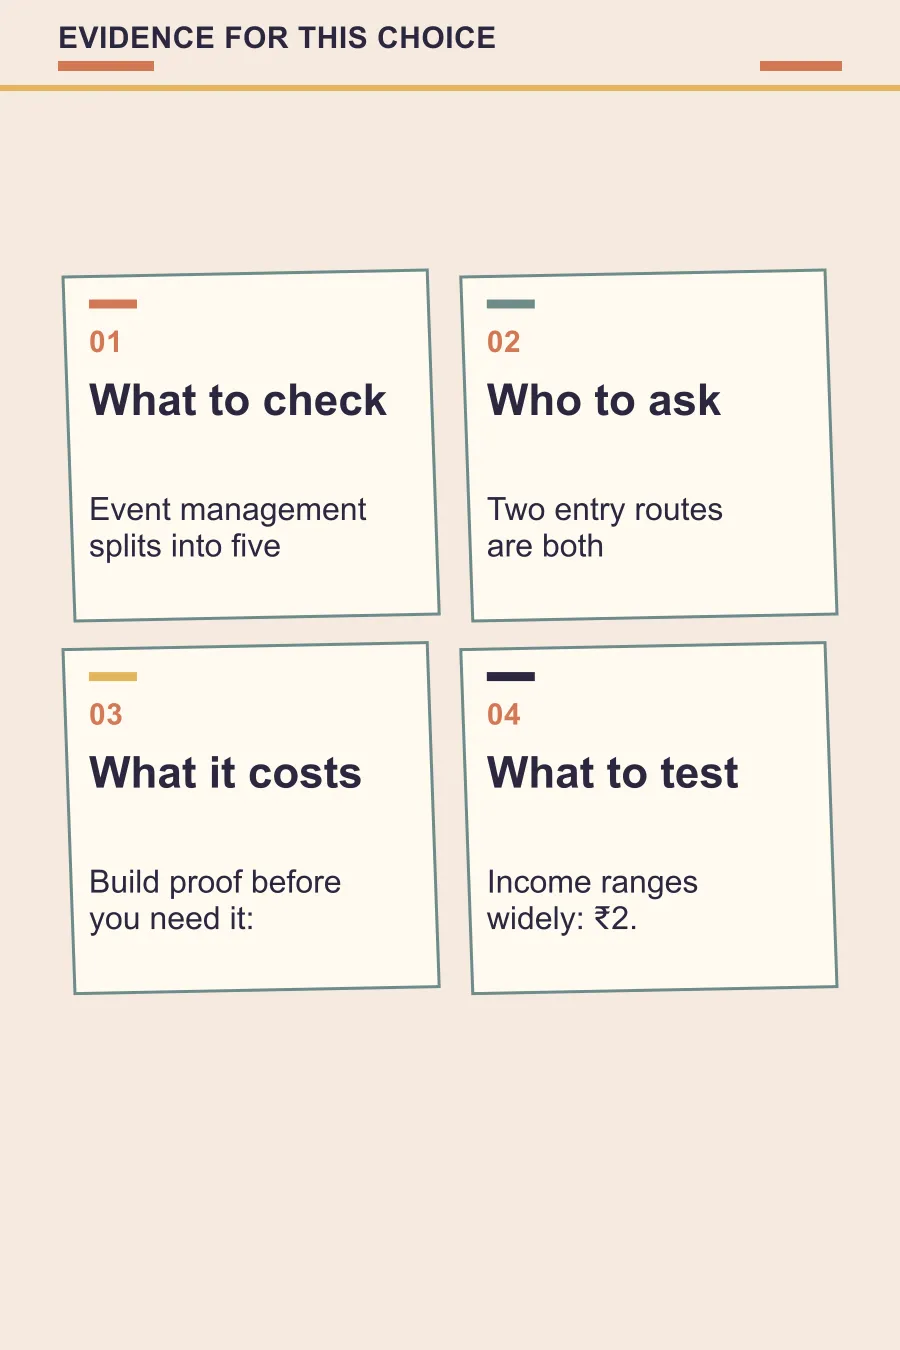 EVIDENCE FOR THIS CHOICE
01
What to check
Event management
splits into five
02
Who to ask
Two entry routes
are both
03
What it costs
Build proof before
you need it:
04
What to test
Income ranges
widely: ₹2.